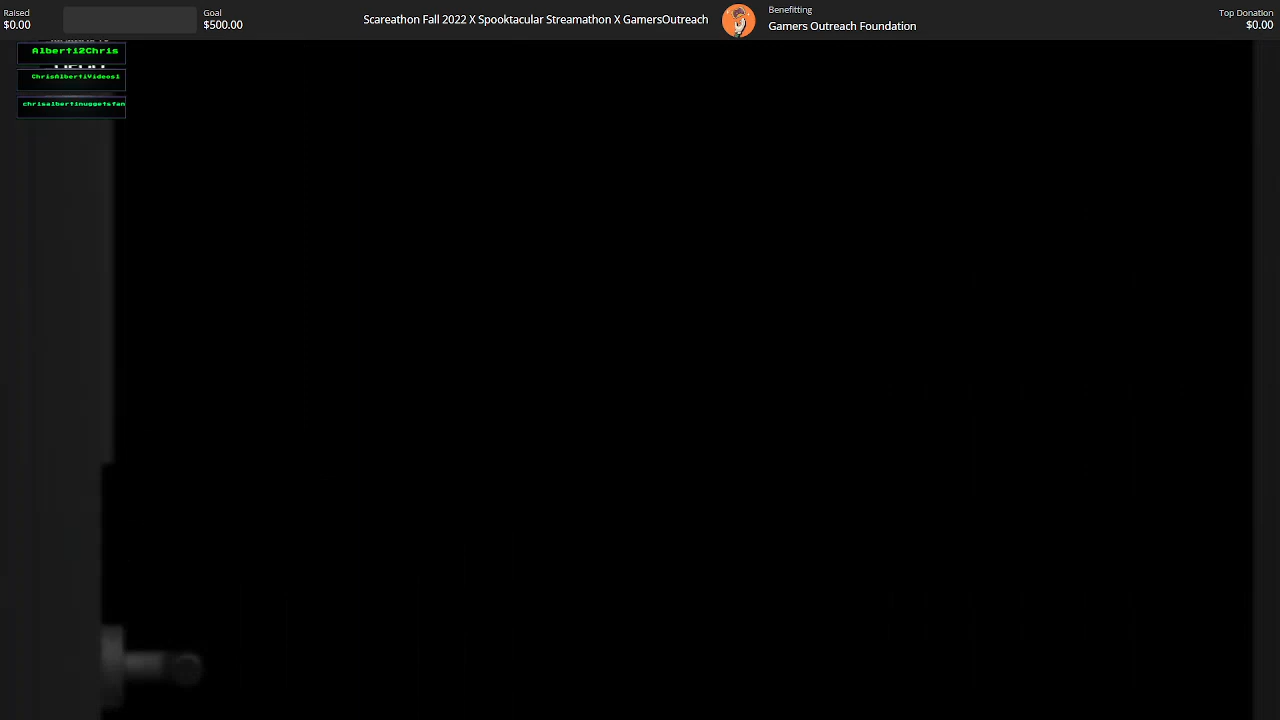 Raised
$0.00
Goal
$500.00
Scareathon Fall 2022 X Spooktacular Streamathon X GamersOutreach
Benefitting
Gamers Outreach Foundation
Top Donation
$0.00
Alberti2Chris
ChrisAlbertiVideos1
chrisalbertinuggetsfan